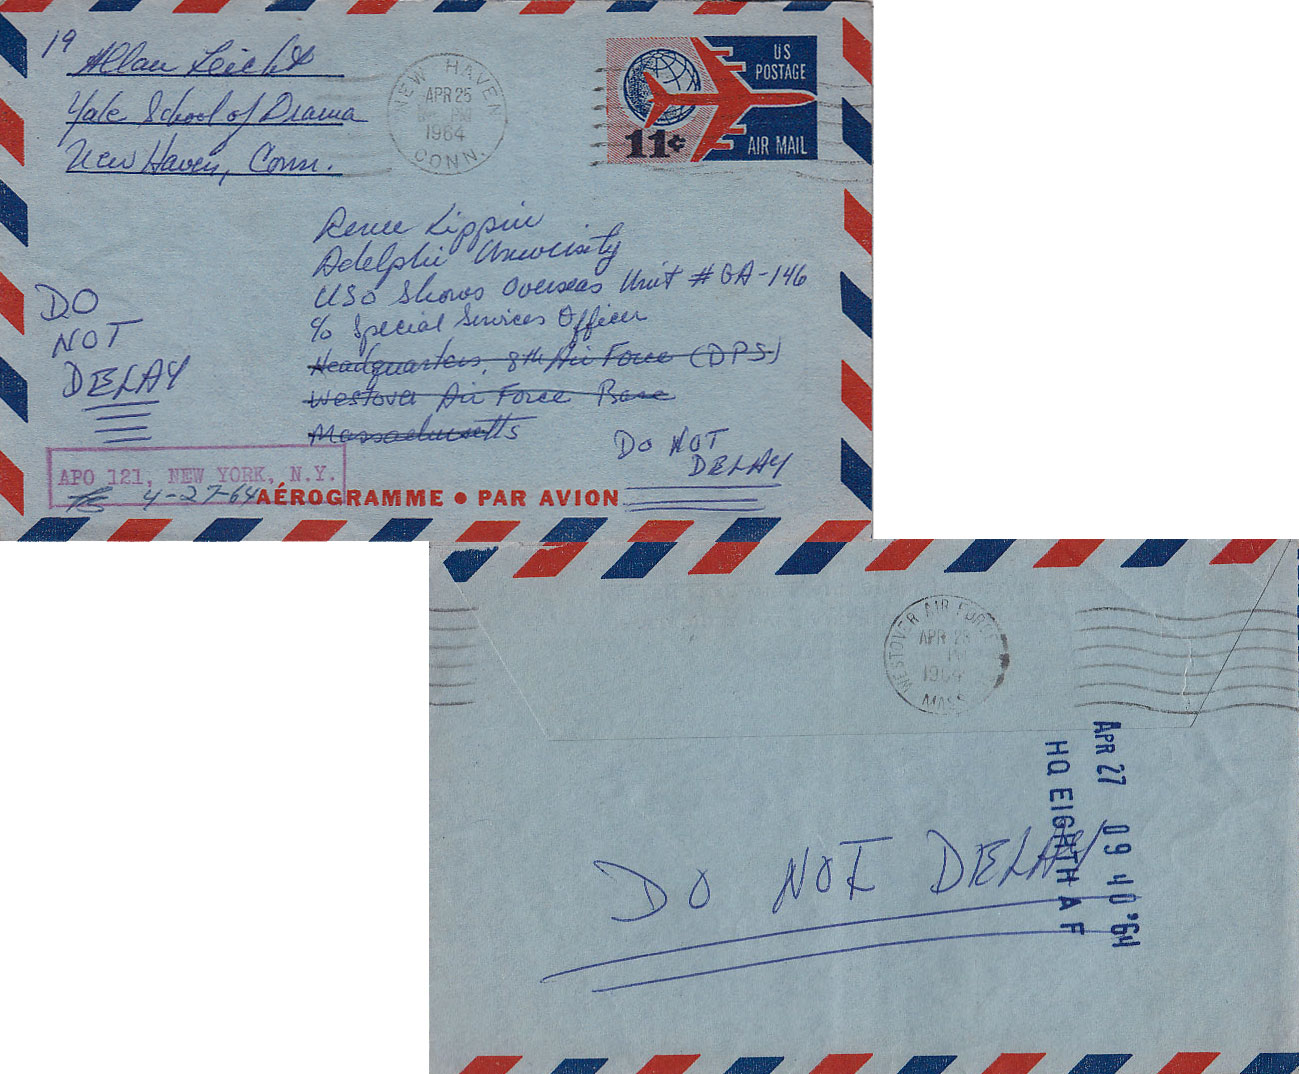 19
Allan Leicht
Yale School of Drama
New Haven, Conn.
NEW HAVEN
APR 25
PM
1964
CONN.
US
POSTAGE
11¢
AIR MAIL
Renee Lippin
Adelphi University
USO Shows Overseas Unit # GA-146
c/o Special Services Officer
Headquarters, 8th Air Force (DPS)
Westover Air Force Base
Massachusetts
DO
NOT
DELAY
DO NOT
DELAY
APO 121, NEW YORK, N.Y.
4-27-64
AÉROGRAMME • PAR AVION
WESTOVER AIR FORCE
APR 28
1964
MASS
APR 27 09 40 '64
HQ EIGHTH A F
DO NOT DELAY